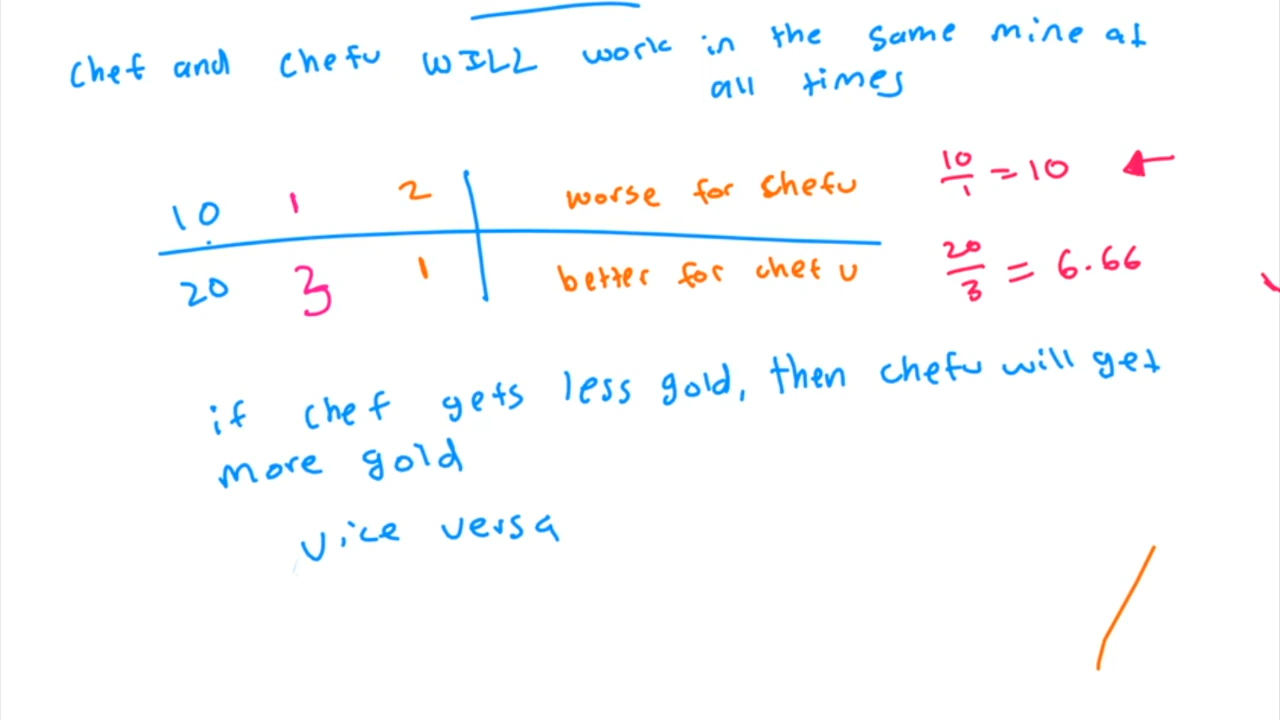 chef and chefu WILL work in the same mine at
all times
10 1 2 worse for chefu 10/1 = 10
20 3 1 better for chef u 20/3 = 6.66
if chef gets less gold, then chefu will get
more gold
vice versa